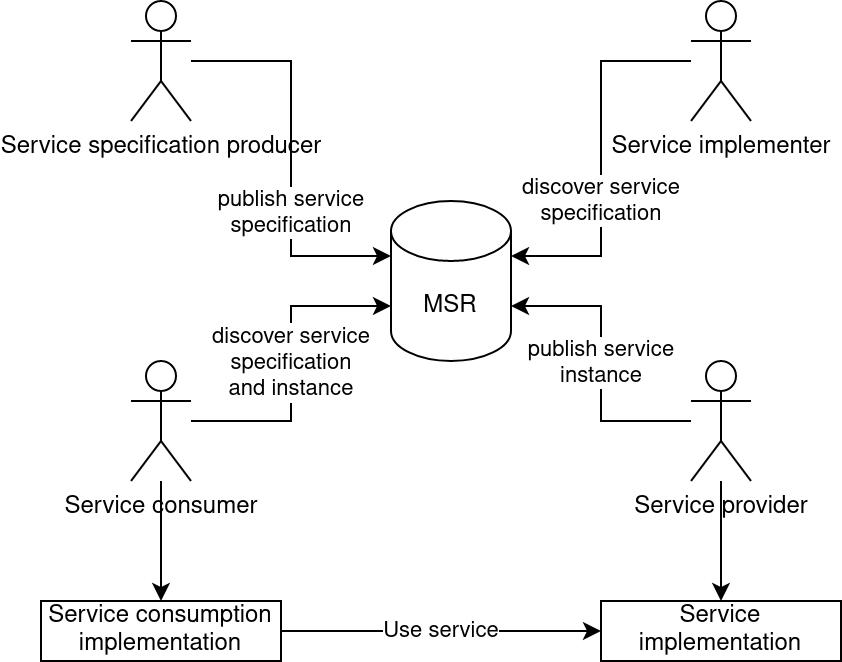 Service specification producer
Service implementer
publish service
specification
discover service
specification
MSR
discover service
specification
and instance
publish service
instance
Service consumer
Service provider
Service consumption
implementation
Use service
Service
implementation